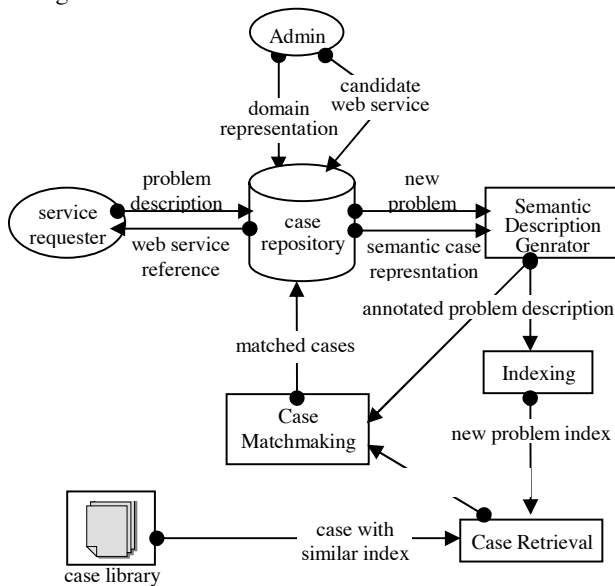 Admin
domain
representation
candidate
web service
problem
description
service
requester
web service
reference
case
repository
new
problem
semantic case
represntation
Semantic
Description
Genrator
annotated problem description
matched cases
Indexing
Case
Matchmaking
new problem index
case with
similar index
Case Retrieval
case library